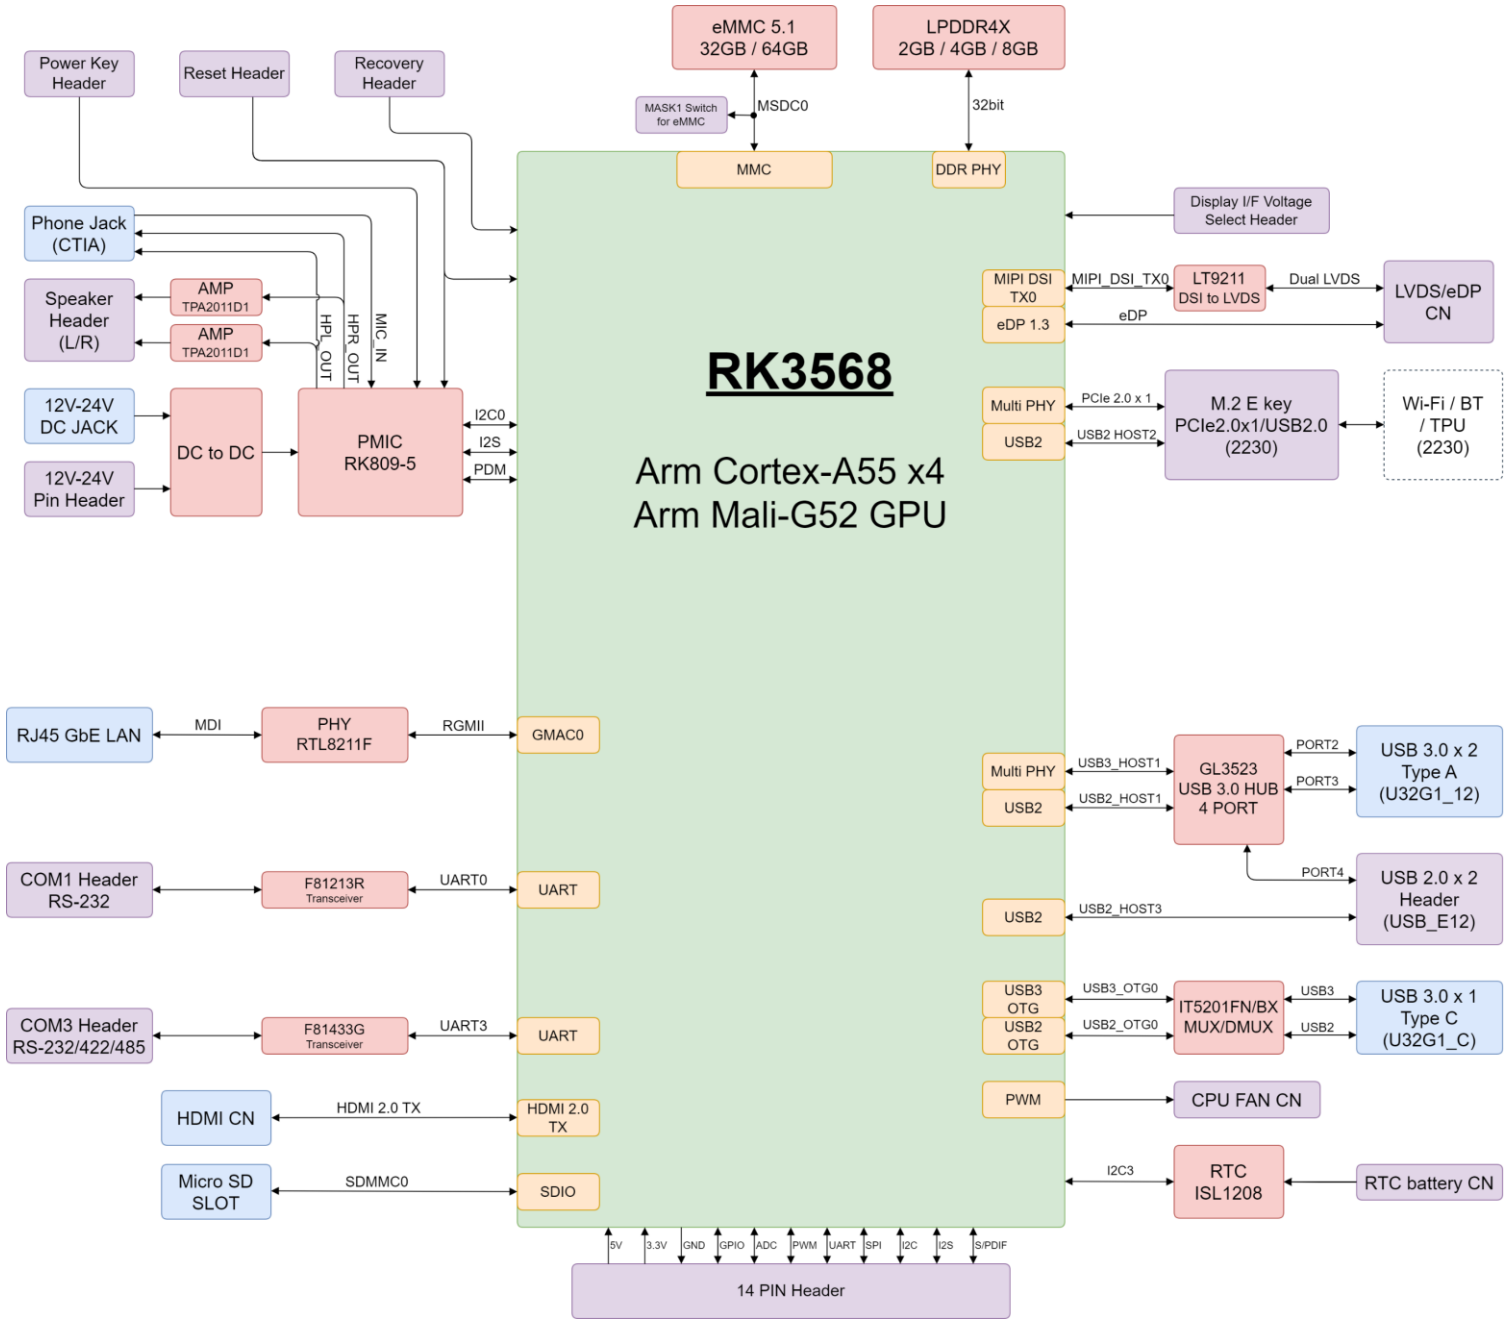 eMMC 5.1
32GB / 64GB
LPDDR4X
2GB / 4GB / 8GB
Power Key
Header
Reset Header
Recovery
Header
MASK1 Switch
for eMMC
MSDC0
32bit
MMC
DDR PHY
Phone Jack
(CTIA)
Speaker
Header
(L/R)
AMP
TPA2011D1
AMP
TPA2011D1
HPL_OUT
HPR_OUT
MIC_IN
12V-24V
DC JACK
12V-24V
Pin Header
DC to DC
PMIC
RK809-5
I2C0
I2S
PDM
RK3568
Arm Cortex-A55 x4
Arm Mali-G52 GPU
Display I/F Voltage
Select Header
MIPI DSI
TX0
MIPI_DSI_TX0
LT9211
DSI to LVDS
Dual LVDS
LVDS/eDP
CN
eDP 1.3
eDP
Multi PHY
PCIe 2.0 x 1
USB2
USB2 HOST2
M.2 E key
PCIe2.0x1/USB2.0
(2230)
Wi-Fi / BT
/ TPU
(2230)
RJ45 GbE LAN
MDI
PHY
RTL8211F
RGMII
GMAC0
COM1 Header
RS-232
F81213R
Transceiver
UART0
UART
COM3 Header
RS-232/422/485
F81433G
Transceiver
UART3
UART
HDMI CN
HDMI 2.0 TX
HDMI 2.0
TX
Micro SD
SLOT
SDMMC0
SDIO
Multi PHY
USB3_HOST1
USB2
USB2_HOST1
GL3523
USB 3.0 HUB
4 PORT
PORT2
PORT3
USB 3.0 x 2
Type A
(U32G1_12)
PORT4
USB2
USB2_HOST3
USB 2.0 x 2
Header
(USB_E12)
USB3
OTG
USB3_OTG0
USB2
OTG
USB2_OTG0
IT5201FN/BX
MUX/DMUX
USB3
USB2
USB 3.0 x 1
Type C
(U32G1_C)
PWM
CPU FAN CN
I2C3
RTC
ISL1208
RTC battery CN
5V
3.3V
GND
GPIO
ADC
PWM
UART
SPI
I2C
I2S
S/PDIF
14 PIN Header